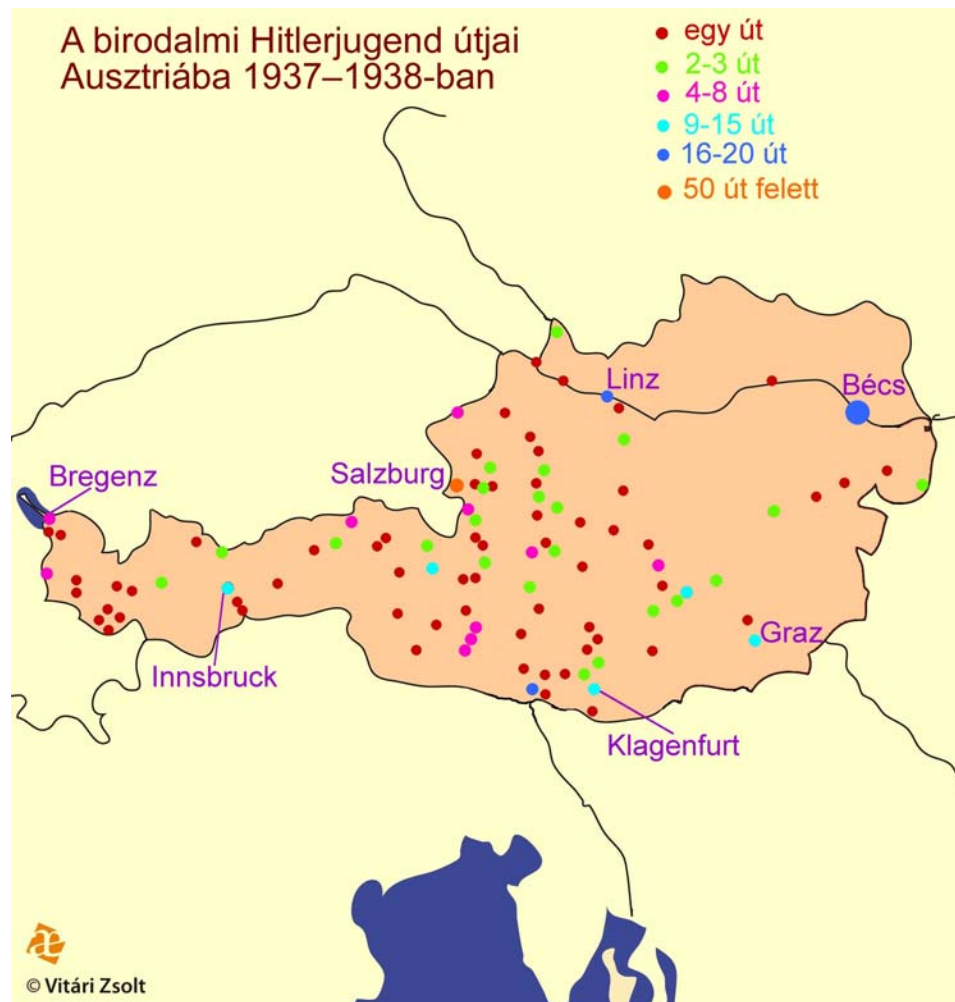 A birodalmi Hitlerjugend útjai
Ausztriába 1937–1938-ban
egy út
2-3 út
4-8 út
9-15 út
16-20 út
50 út felett
Linz
Bécs
Salzburg
Bregenz
Innsbruck
Graz
Klagenfurt
æ
© Vitári Zsolt